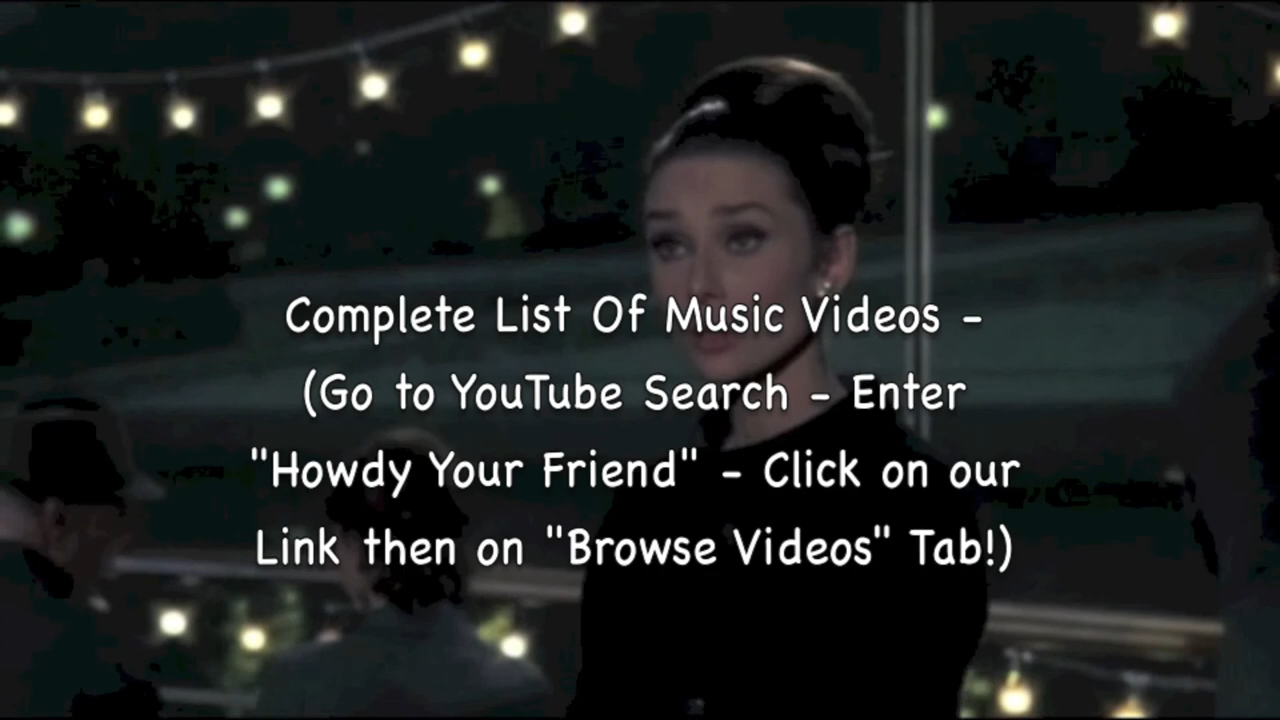 Complete List Of Music Videos -
(Go to YouTube Search - Enter
"Howdy Your Friend" - Click on our
Link then on "Browse Videos" Tab!)